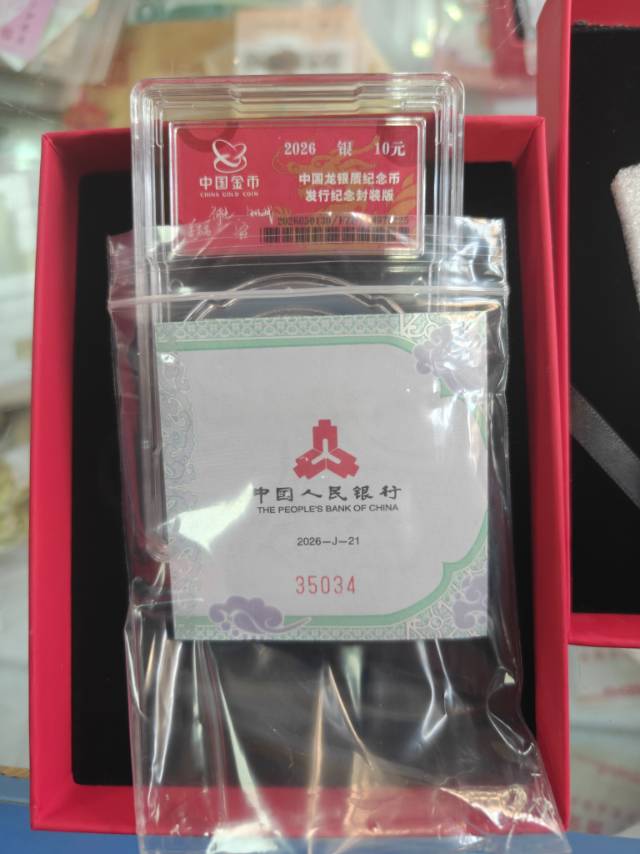 2026 银 10元
中国金币
CHINA GOLD COIN
中国龙银质纪念币
发行纪念封装版
中国人民银行
THE PEOPLE'S BANK OF CHINA
2026-J-21
35034